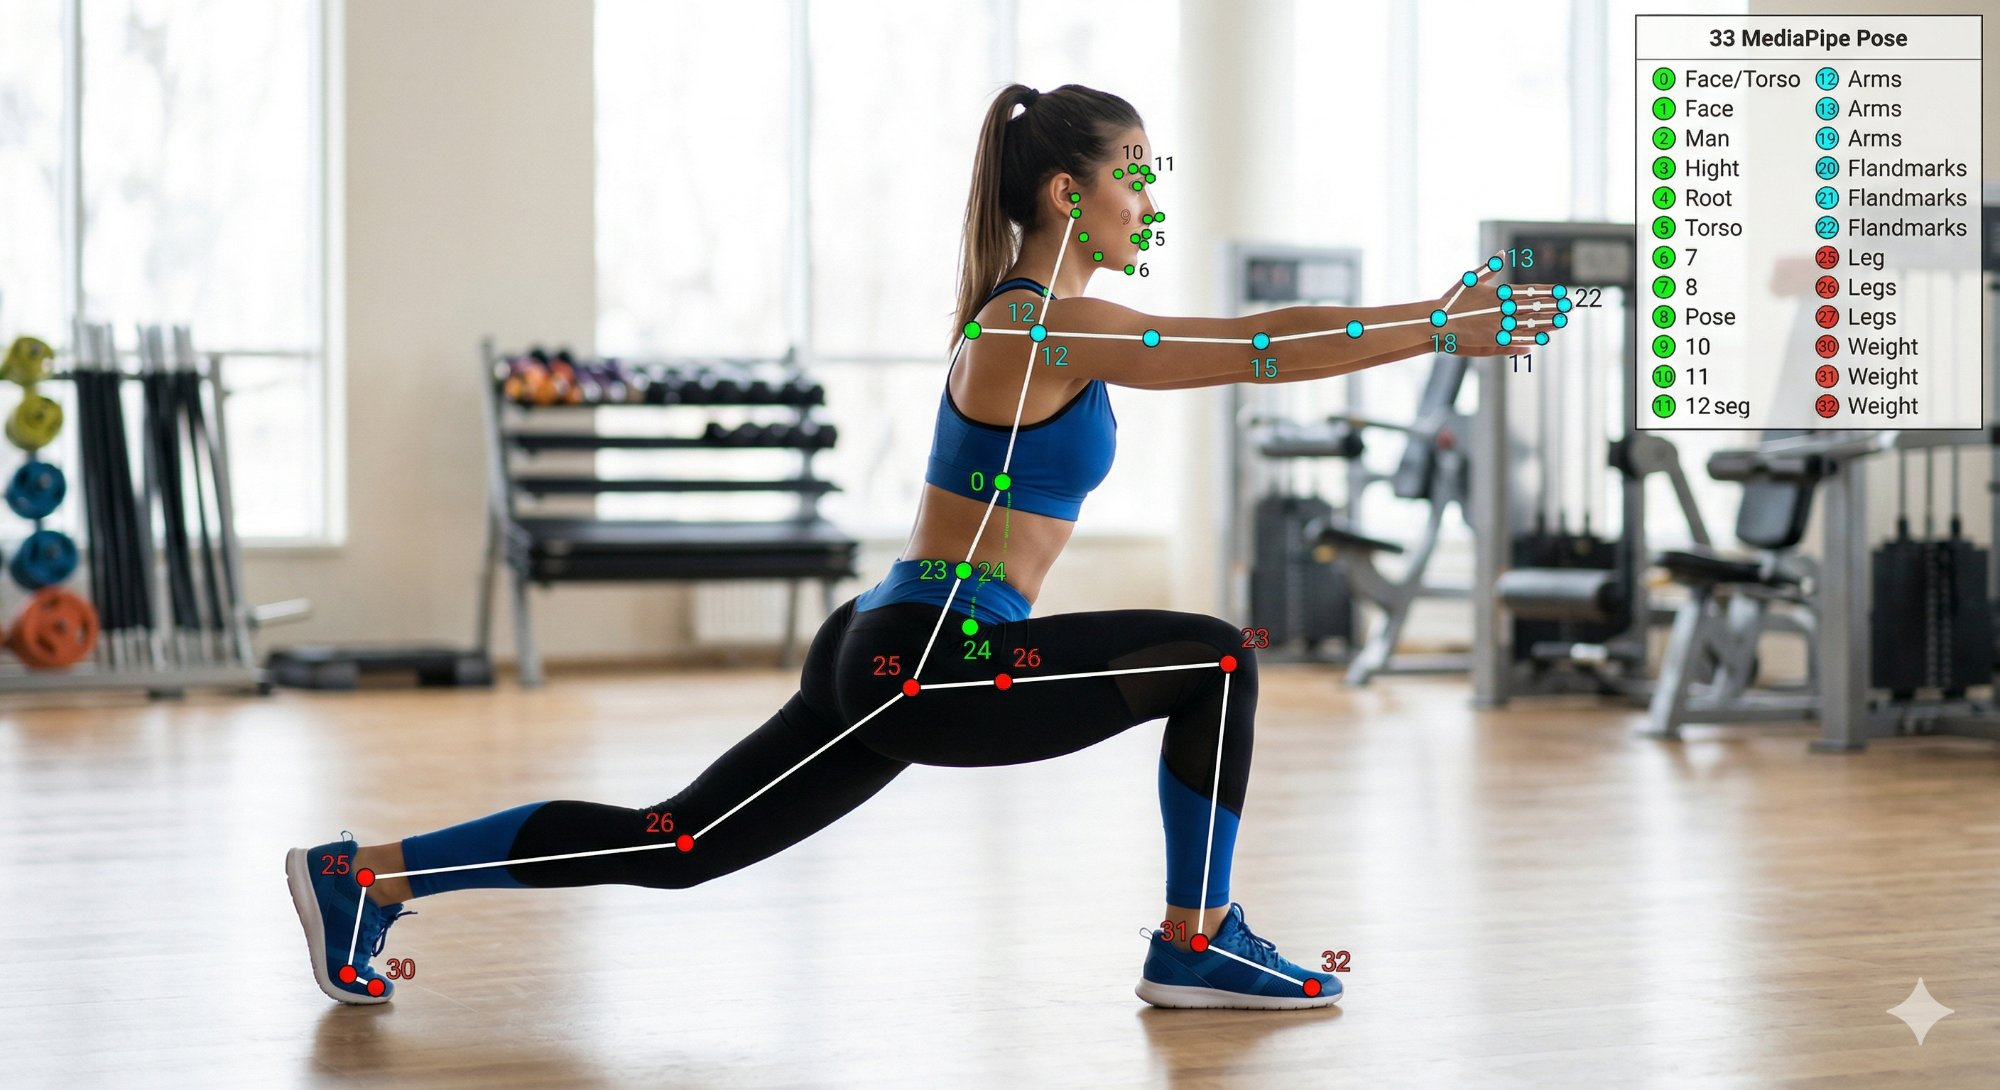 33 MediaPipe Pose
0 Face/Torso 12 Arms
1 Face 13 Arms
2 Man 19 Arms
3 Hight 20 Flandmarks
4 Root 21 Flandmarks
5 Torso 22 Flandmarks
6 7 25 Leg
7 8 26 Legs
8 Pose 27 Legs
9 10 30 Weight
10 11 31 Weight
11 12 seg 32 Weight
10
11
9
5
6
13
22
12
12
15
18
11
0
23 24
24
25
26
23
26
25
30
31
32